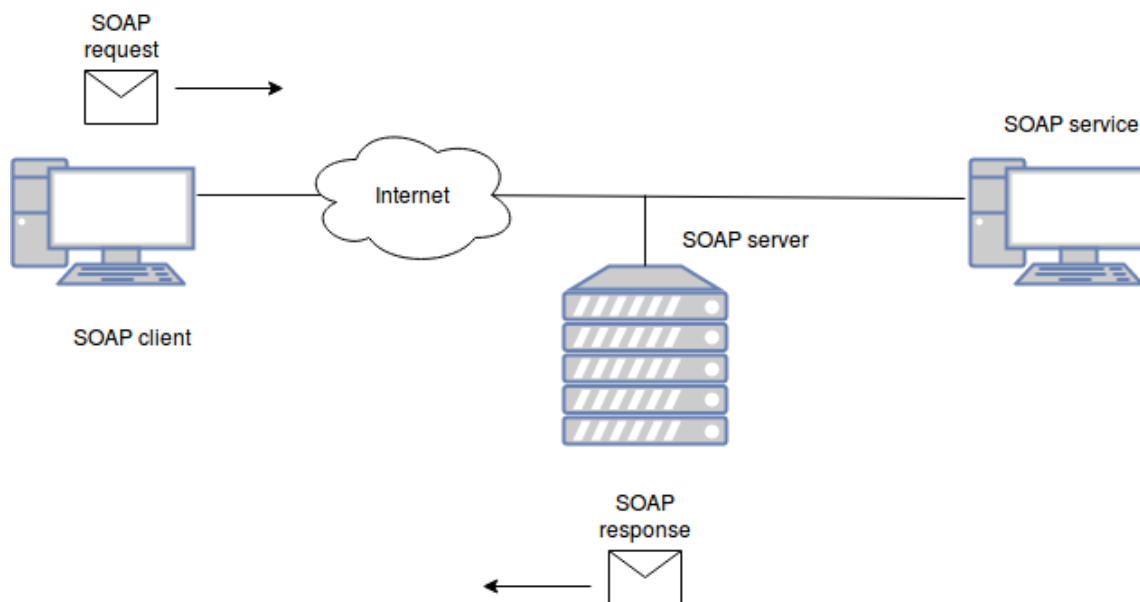 SOAP
request
SOAP service
Internet
SOAP server
SOAP client
SOAP
response